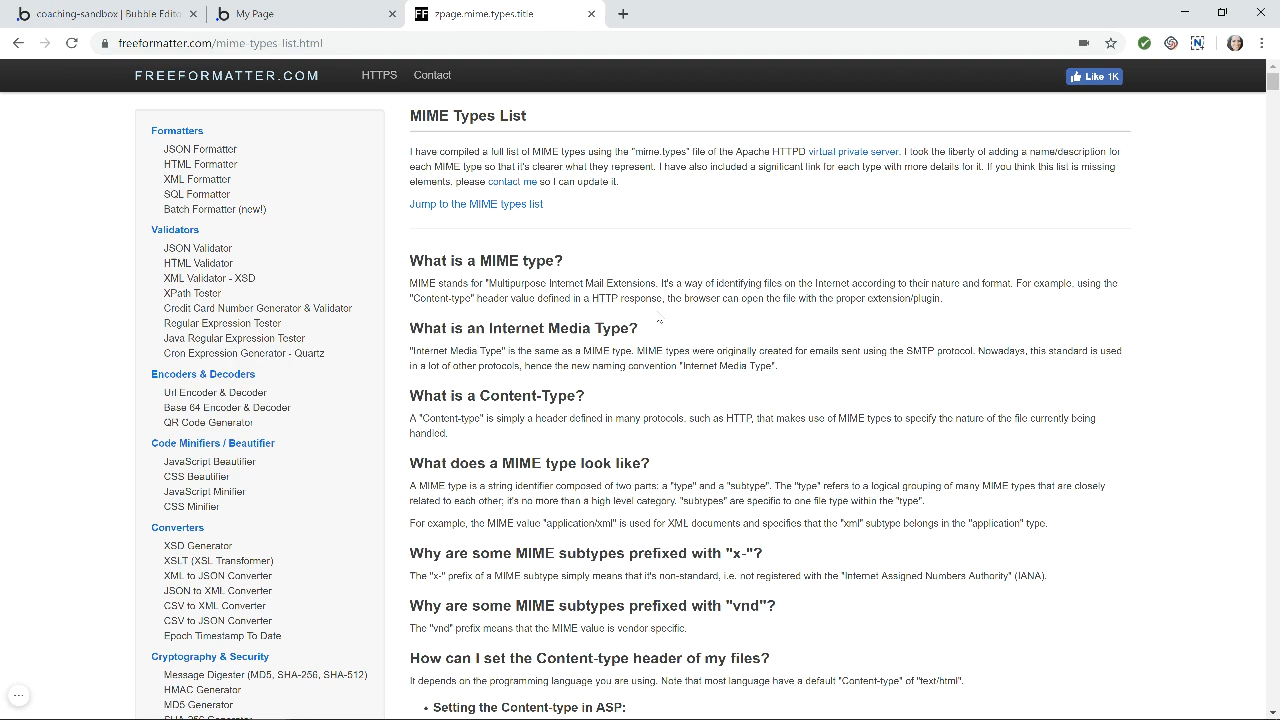 coaching-sandbox | Bubble Edito
My Page
zpage.mime.types.title
freeformatter.com/mime-types-list.html
FREEFORMATTER.COM
HTTPS
Contact
Like 1K
Formatters
JSON Formatter
HTML Formatter
XML Formatter
SQL Formatter
Batch Formatter (new!)
Validators
JSON Validator
HTML Validator
XML Validator - XSD
XPath Tester
Credit Card Number Generator & Validator
Regular Expression Tester
Java Regular Expression Tester
Cron Expression Generator - Quartz
Encoders & Decoders
Url Encoder & Decoder
Base 64 Encoder & Decoder
QR Code Generator
Code Minifiers / Beautifier
JavaScript Beautifier
CSS Beautifier
JavaScript Minifier
CSS Minifier
Converters
XSD Generator
XSLT (XSL Transformer)
XML to JSON Converter
JSON to XML Converter
CSV to XML Converter
CSV to JSON Converter
Epoch Timestamp To Date
Cryptography & Security
Message Digester (MD5, SHA-256, SHA-512)
HMAC Generator
MD5 Generator
SHA-256 Generator
MIME Types List
I have compiled a full list of MIME types using the "mime.types" file of the Apache HTTPD virtual private server. I took the liberty of adding a name/description for
each MIME type so that it's clearer what they represent. I have also included a significant link for each type with more details for it. If you think this list is missing
elements, please contact me so I can update it.
Jump to the MIME types list
What is a MIME type?
MIME stands for "Multipurpose Internet Mail Extensions. It's a way of identifying files on the Internet according to their nature and format. For example, using the
"Content-type" header value defined in a HTTP response, the browser can open the file with the proper extension/plugin.
What is an Internet Media Type?
"Internet Media Type" is the same as a MIME type. MIME types were originally created for emails sent using the SMTP protocol. Nowadays, this standard is used
in a lot of other protocols, hence the new naming convention "Internet Media Type".
What is a Content-Type?
A "Content-type" is simply a header defined in many protocols, such as HTTP, that makes use of MIME types to specify the nature of the file currently being
handled.
What does a MIME type look like?
A MIME type is a string identifier composed of two parts: a "type" and a "subtype". The "type" refers to a logical grouping of many MIME types that are closely
related to each other; it's no more than a high level category. "subtypes" are specific to one file type within the "type".
For example, the MIME value "application/xml" is used for XML documents and specifies that the "xml" subtype belongs in the "application" type.
Why are some MIME subtypes prefixed with "x-"?
The "x-" prefix of a MIME subtype simply means that it's non-standard, i.e. not registered with the "Internet Assigned Numbers Authority" (IANA).
Why are some MIME subtypes prefixed with "vnd"?
The "vnd" prefix means that the MIME value is vendor specific.
How can I set the Content-type header of my files?
It depends on the programming language you are using. Note that most language have a default "Content-type" of "text/html".
• Setting the Content-type in ASP: